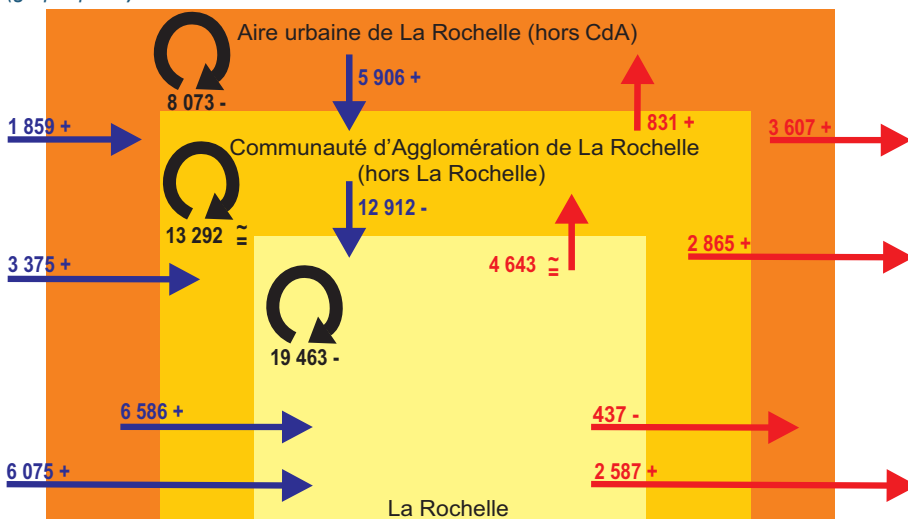 Aire urbaine de La Rochelle (hors CdA)
5 906 +
8 073 -
1 859 +
831 +
3 607 +
Communauté d'Agglomération de La Rochelle
(hors La Rochelle)
12 912 -
13 292 ≅
2 865 +
3 375 +
4 643 ≅
19 463 -
6 586 +
437 -
6 075 +
2 587 +
La Rochelle